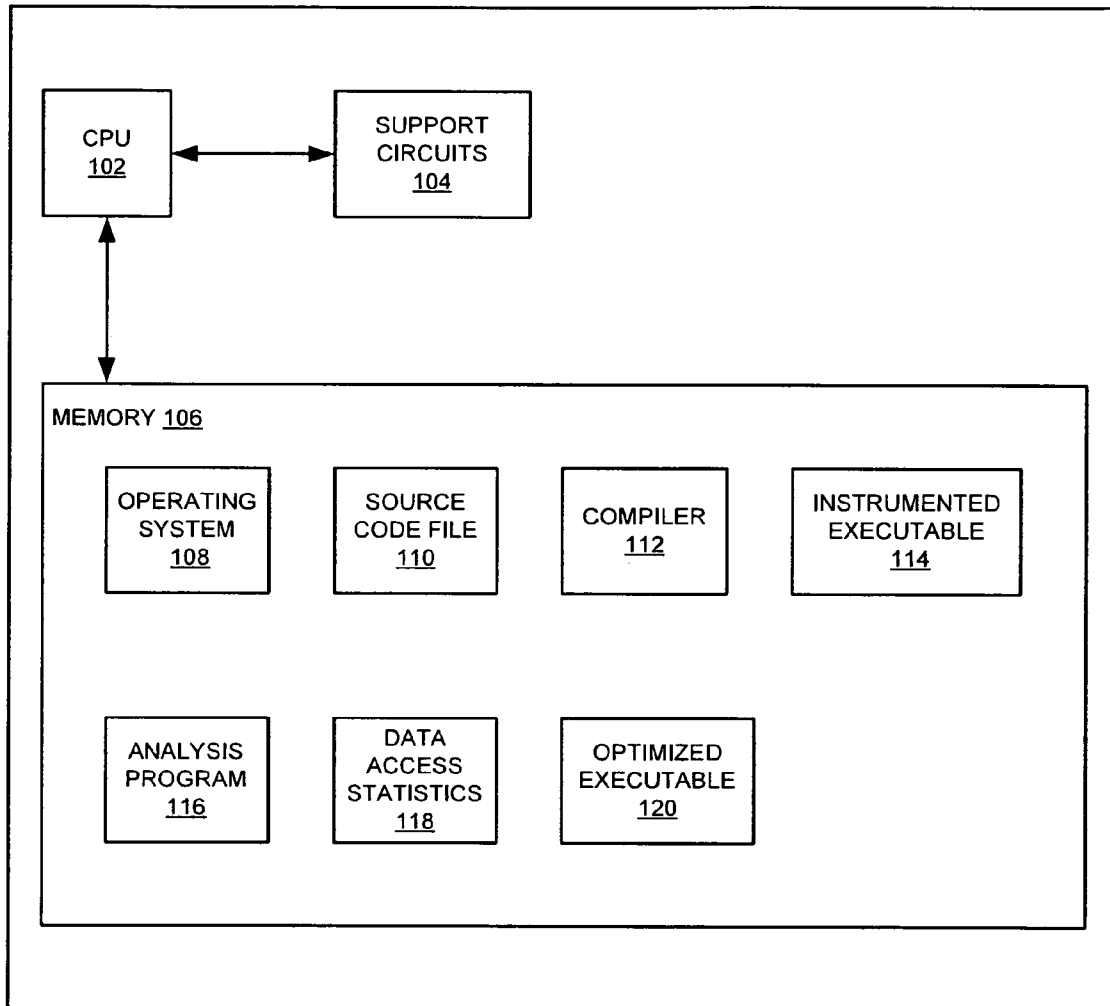 CPU
102
SUPPORT
CIRCUITS
104
MEMORY 106
OPERATING
SYSTEM
108
SOURCE
CODE FILE
110
COMPILER
112
INSTRUMENTED
EXECUTABLE
114
ANALYSIS
PROGRAM
116
DATA
ACCESS
STATISTICS
118
OPTIMIZED
EXECUTABLE
120